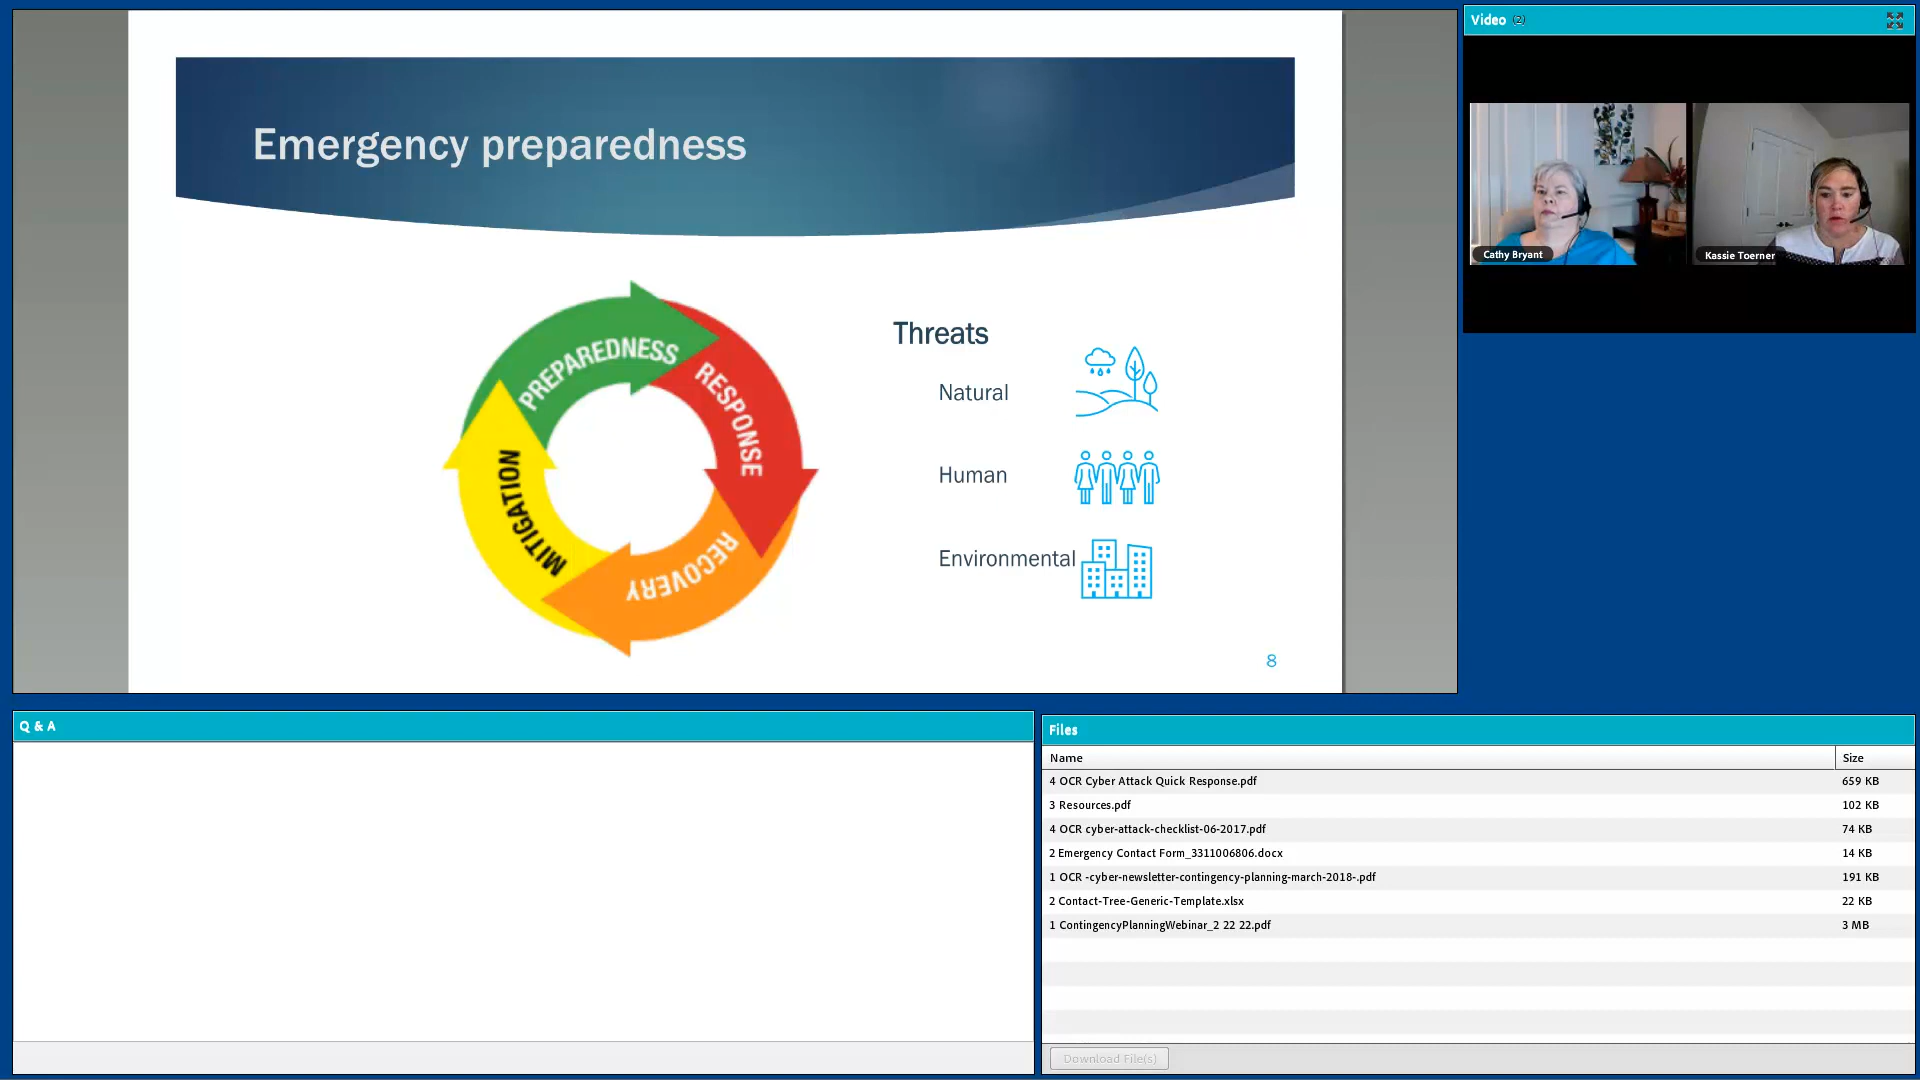 Emergency preparedness
PREPAREDNESS
RESPONSE
RECOVERY
MITIGATION
Threats
Natural
Human
Environmental
8
Video (2)
Cathy Bryant
Kassie Toerner
Q & A
Files
Name Size
4 OCR Cyber Attack Quick Response.pdf 659 KB
3 Resources.pdf 102 KB
4 OCR cyber-attack-checklist-06-2017.pdf 74 KB
2 Emergency Contact Form_3311006806.docx 14 KB
1 OCR -cyber-newsletter-contingency-planning-march-2018-.pdf 191 KB
2 Contact-Tree-Generic-Template.xlsx 22 KB
1 ContingencyPlanningWebinar_2 22 22.pdf 3 MB
Download File(s)